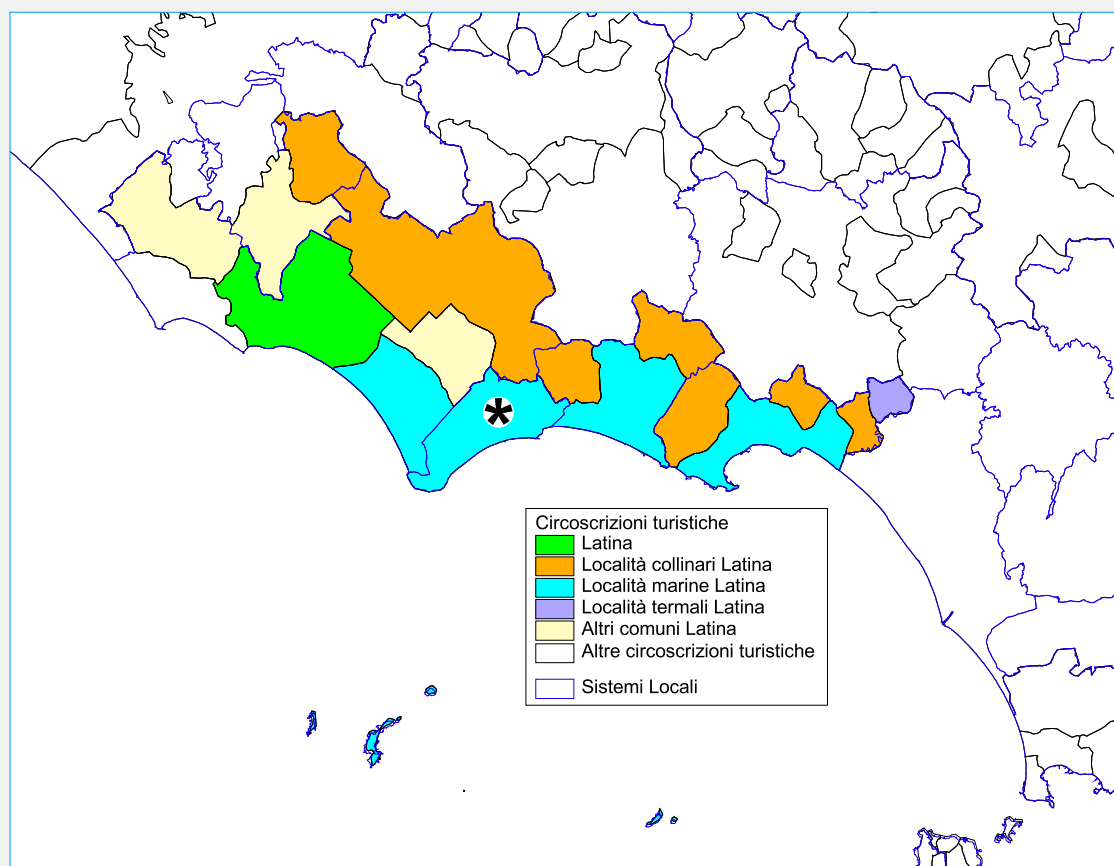 Circoscrizioni turistiche
Latina
Località collinari Latina
Località marine Latina
Località termali Latina
Altri comuni Latina
Altre circoscrizioni turistiche
Sistemi Locali